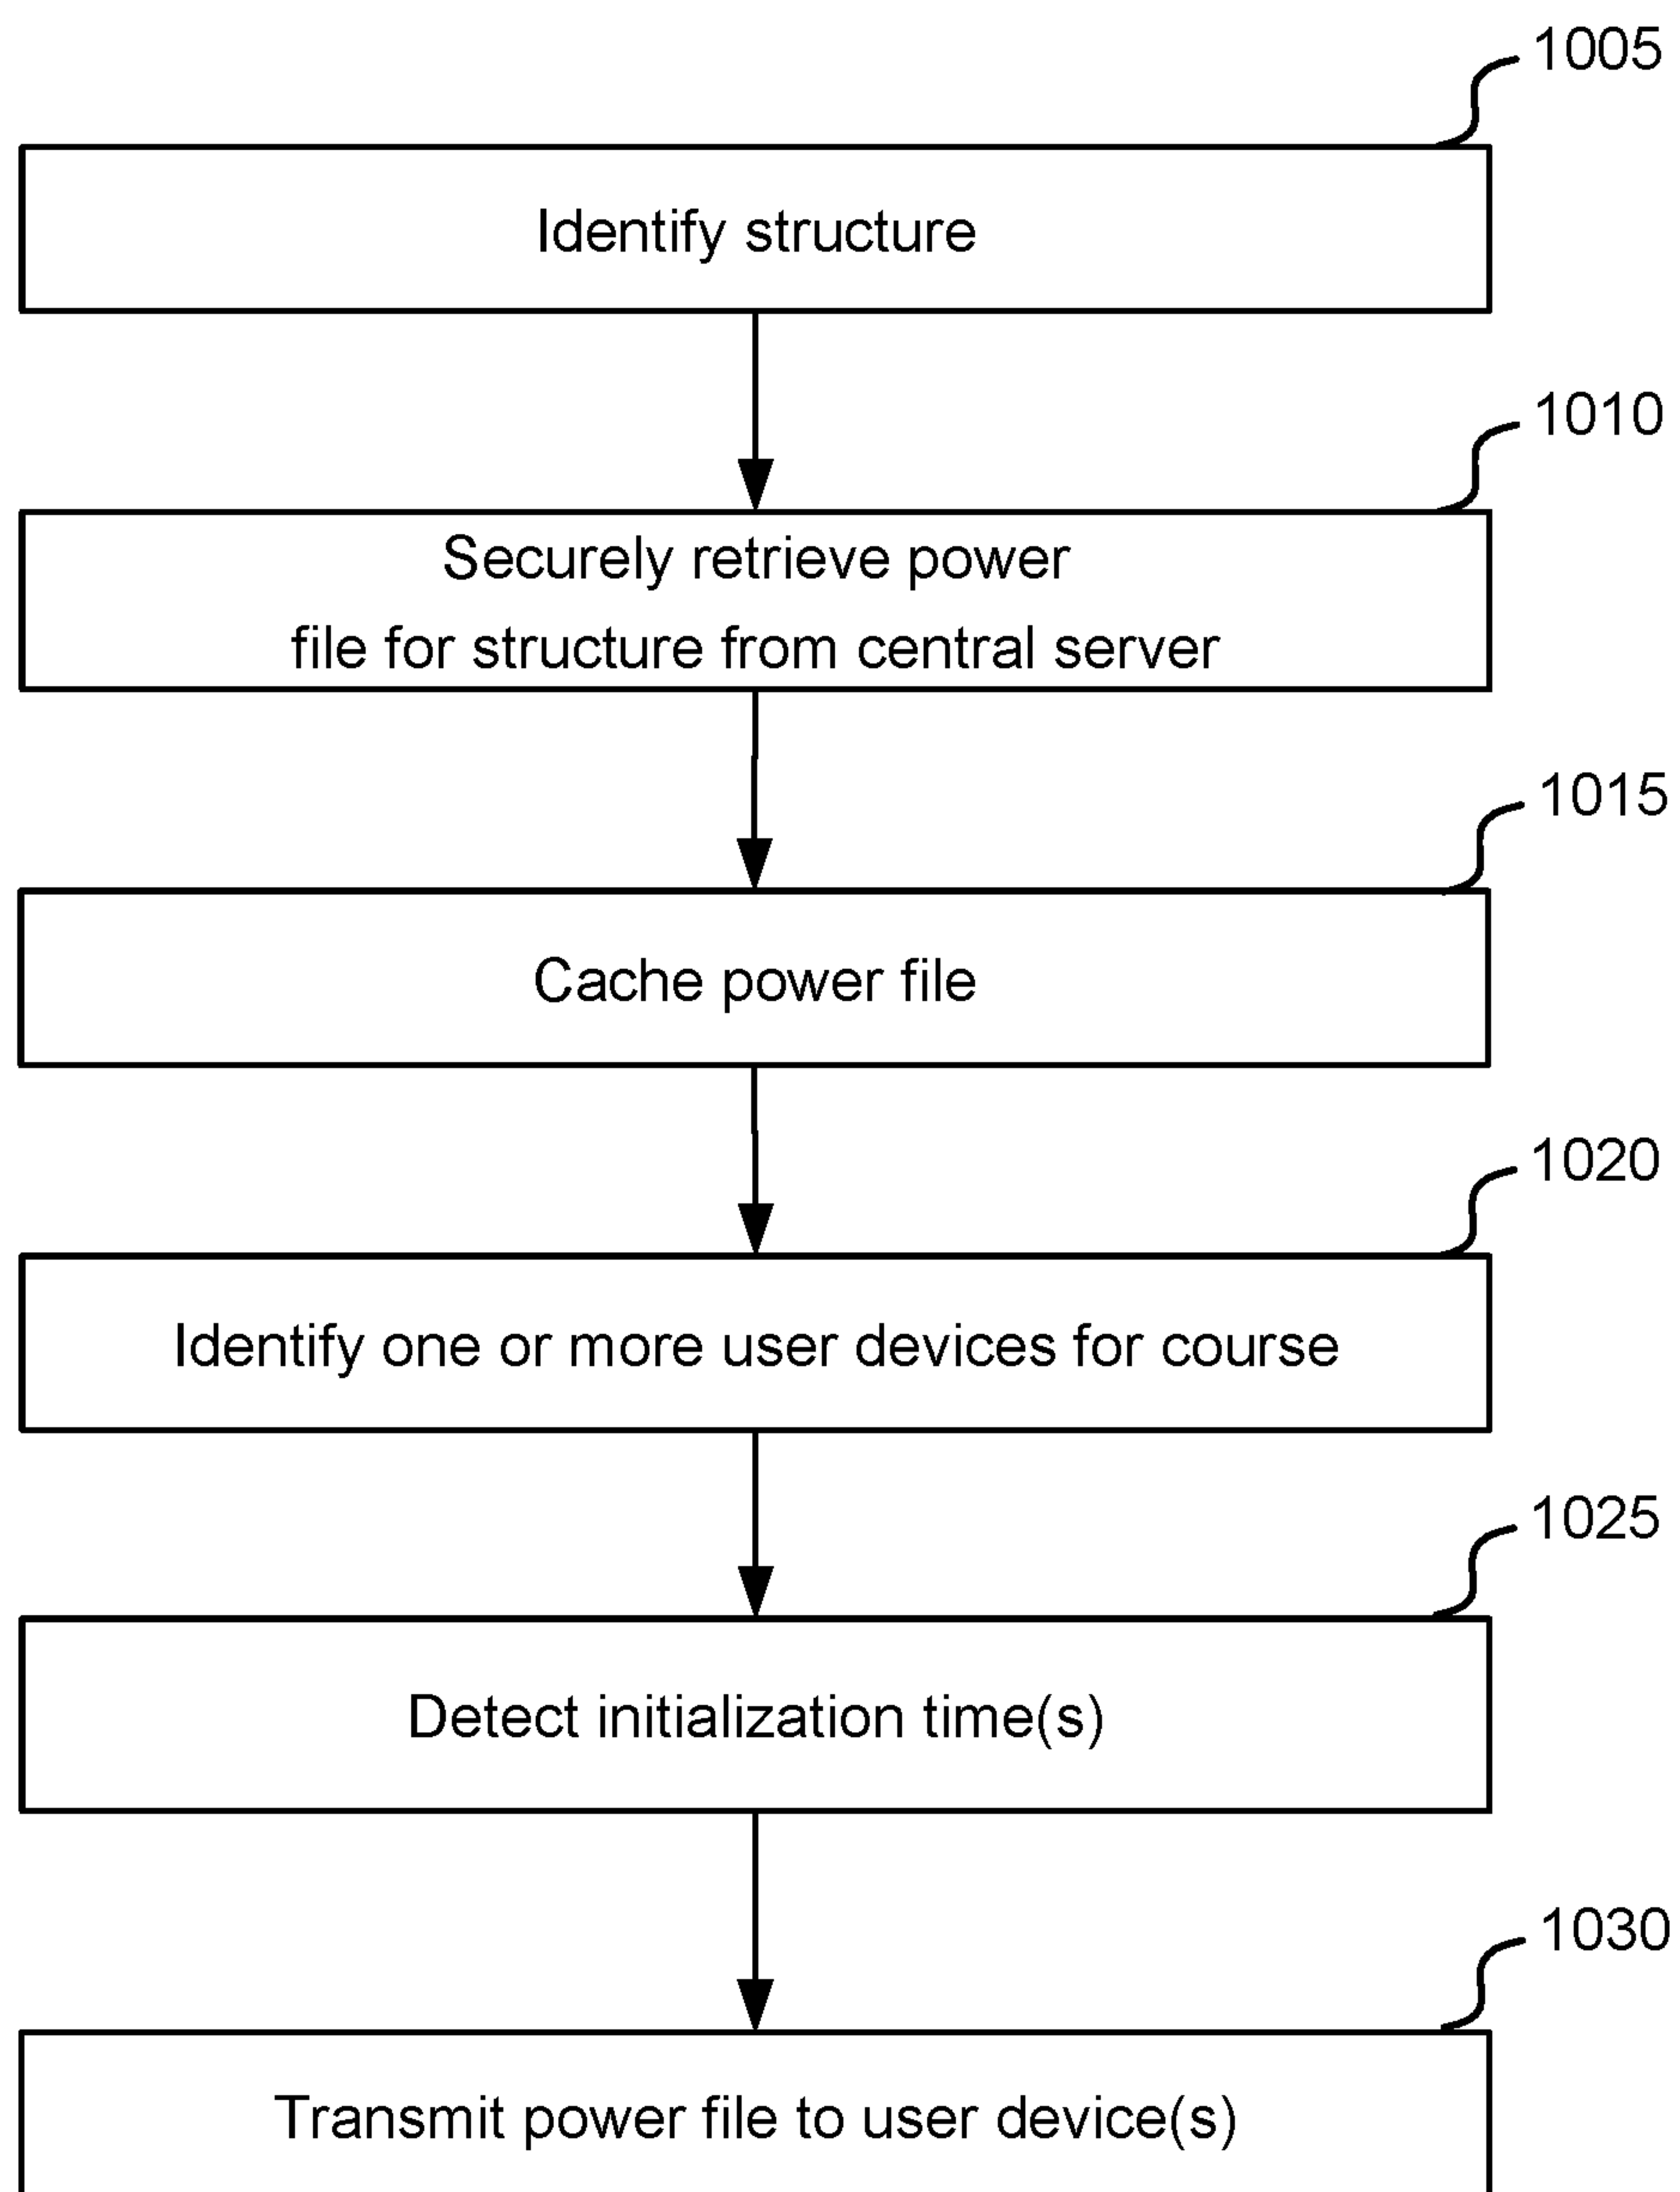 1005
Identify structure
1010
Securely retrieve power
file for structure from central server
1015
Cache power file
1020
Identify one or more user devices for course
1025
Detect initialization time(s)
1030
Transmit power file to user device(s)